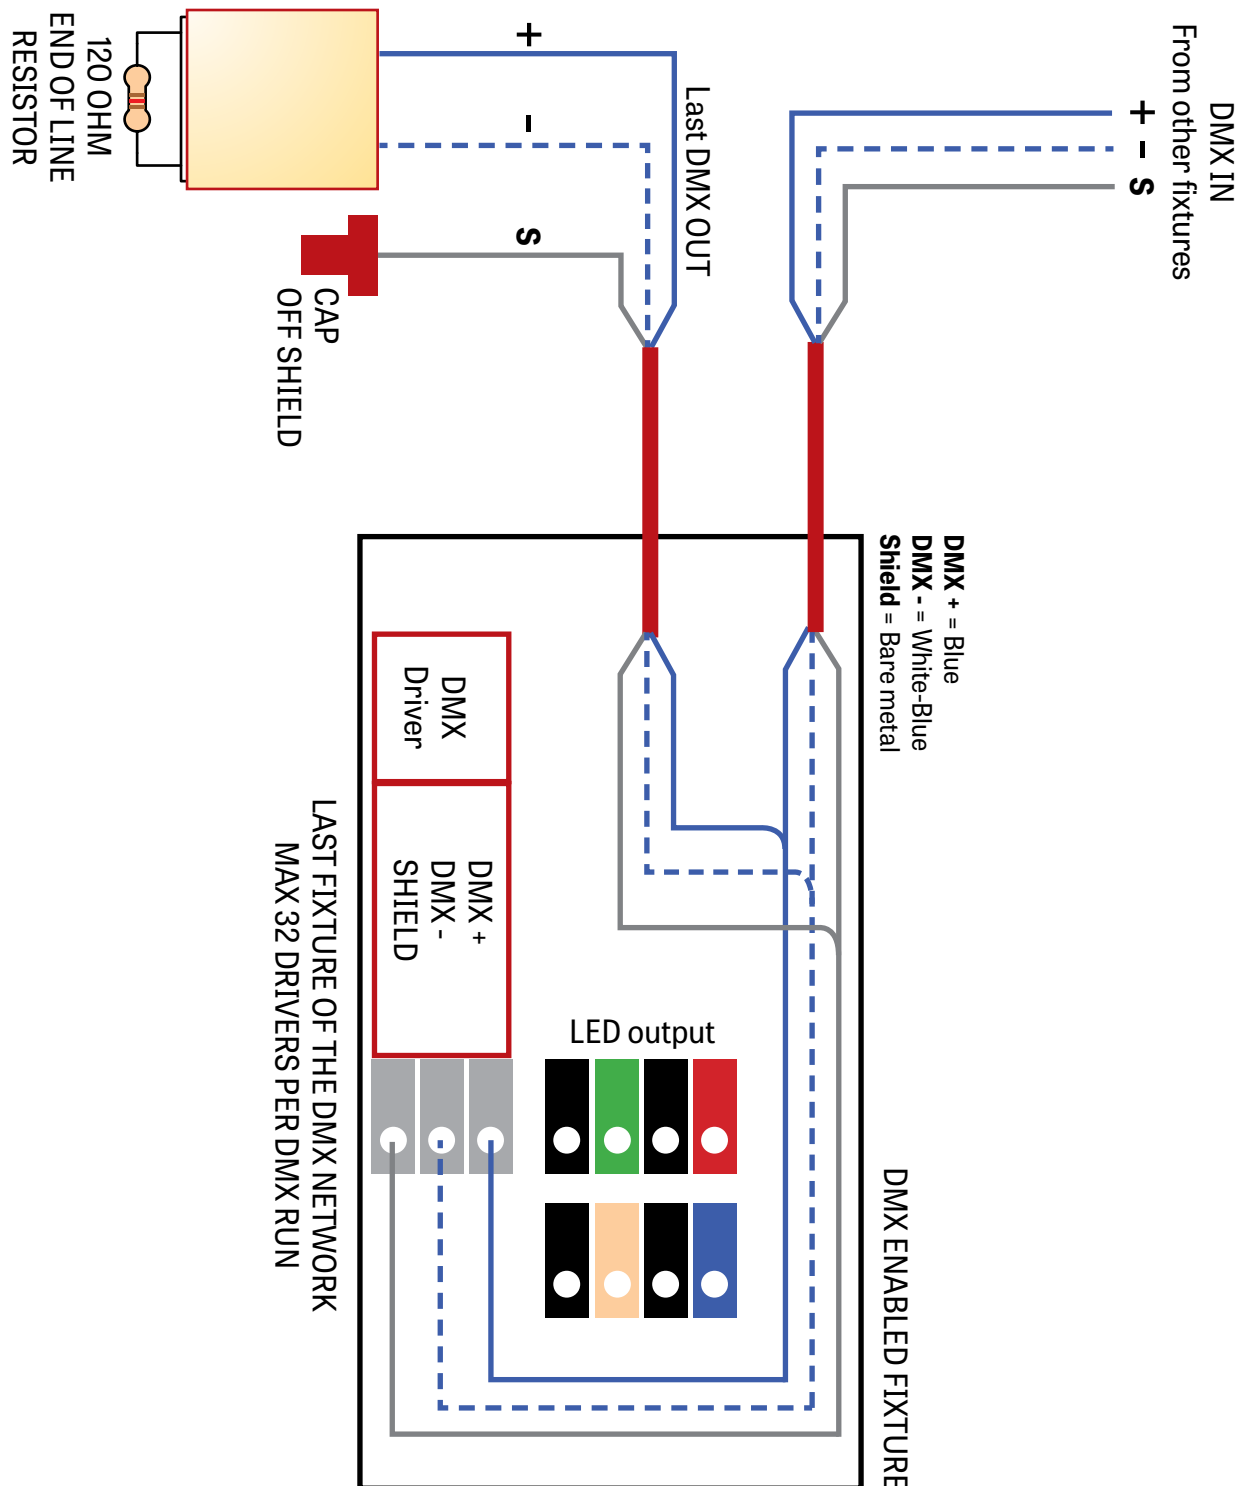 DMX IN
From other fixtures
+ - S
DMX + = Blue
DMX - = White-Blue
Shield = Bare metal
DMX ENABLED FIXTURE
Last DMX OUT
+
-
S
120 OHM
END OF LINE
RESISTOR
CAP
OFF SHIELD
DMX
Driver
DMX +
DMX -
SHIELD
LED output
LAST FIXTURE OF THE DMX NETWORK
MAX 32 DRIVERS PER DMX RUN